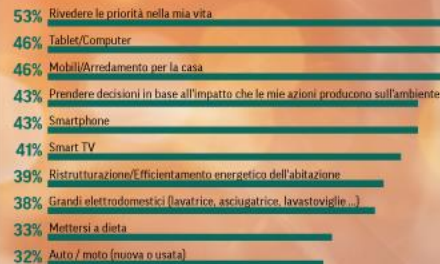 53% Rivedere le priorità nella mia vita
46% Tablet/Computer
46% Mobili/Arredamento per la casa
43% Prendere decisioni in base all'impatto che le mie azioni producono sull'ambiente
43% Smartphone
41% Smart TV
39% Ristrutturazione/Efficientamento energetico dell'abitazione
38% Grandi elettrodomestici (lavatrice, asciugatrice, lavastoviglie ...)
33% Mettersi a dieta
32% Auto / moto (nuova o usata)